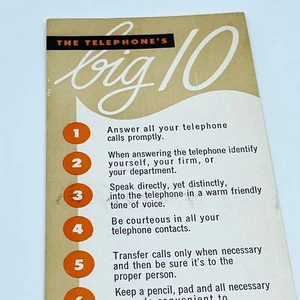 THE TELEPHONE'S
big 10
1 Answer all your telephone
calls promptly.
2 When answering the telephone identify
yourself, your firm, or
your department.
3 Speak directly, yet distinctly,
into the telephone in a warm friendly
tone of voice.
4 Be courteous in all your
telephone contacts.
5 Transfer calls only when necessary
and then be sure it's to the
proper person.
6 Keep a pencil, pad and all necessary
convenient to